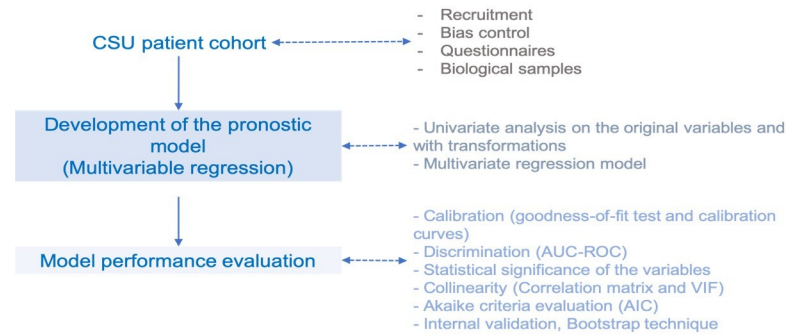 CSU patient cohort
- Recruitment
- Bias control
- Questionnaires
- Biological samples
Development of the pronostic
model
(Multivariable regression)
- Univariate analysis on the original variables and
with transformations
- Multivariate regression model
Model performance evaluation
- Calibration (goodness-of-fit test and calibration
curves)
- Discrimination (AUC-ROC)
- Statistical significance of the variables
- Collinearity (Correlation matrix and VIF)
- Akaike criteria evaluation (AIC)
- Internal validation, Bootstrap technique